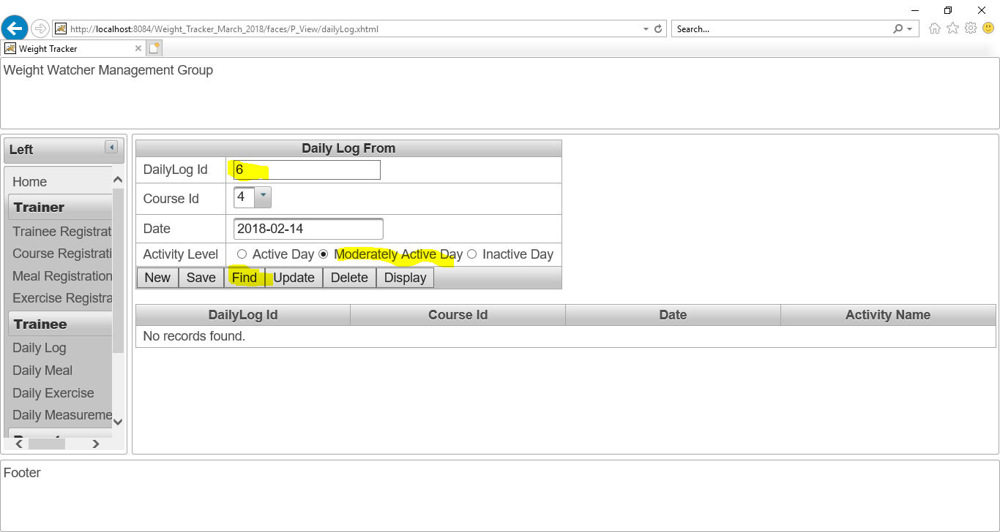 http://localhost:8084/Weight_Tracker_March_2018/faces/P_View/dailyLog.xhtml
Search...
Weight Tracker
Weight Watcher Management Group
Left
Home
Trainer
Trainee Registrat
Course Registrati
Meal Registration
Exercise Registra
Trainee
Daily Log
Daily Meal
Daily Exercise
Daily Measureme
Daily Log From
DailyLog Id 6
Course Id 4
Date 2018-02-14
Activity Level Active Day Moderately Active Day Inactive Day
New Save Find Update Delete Display
DailyLog Id Course Id Date Activity Name
No records found.
Footer